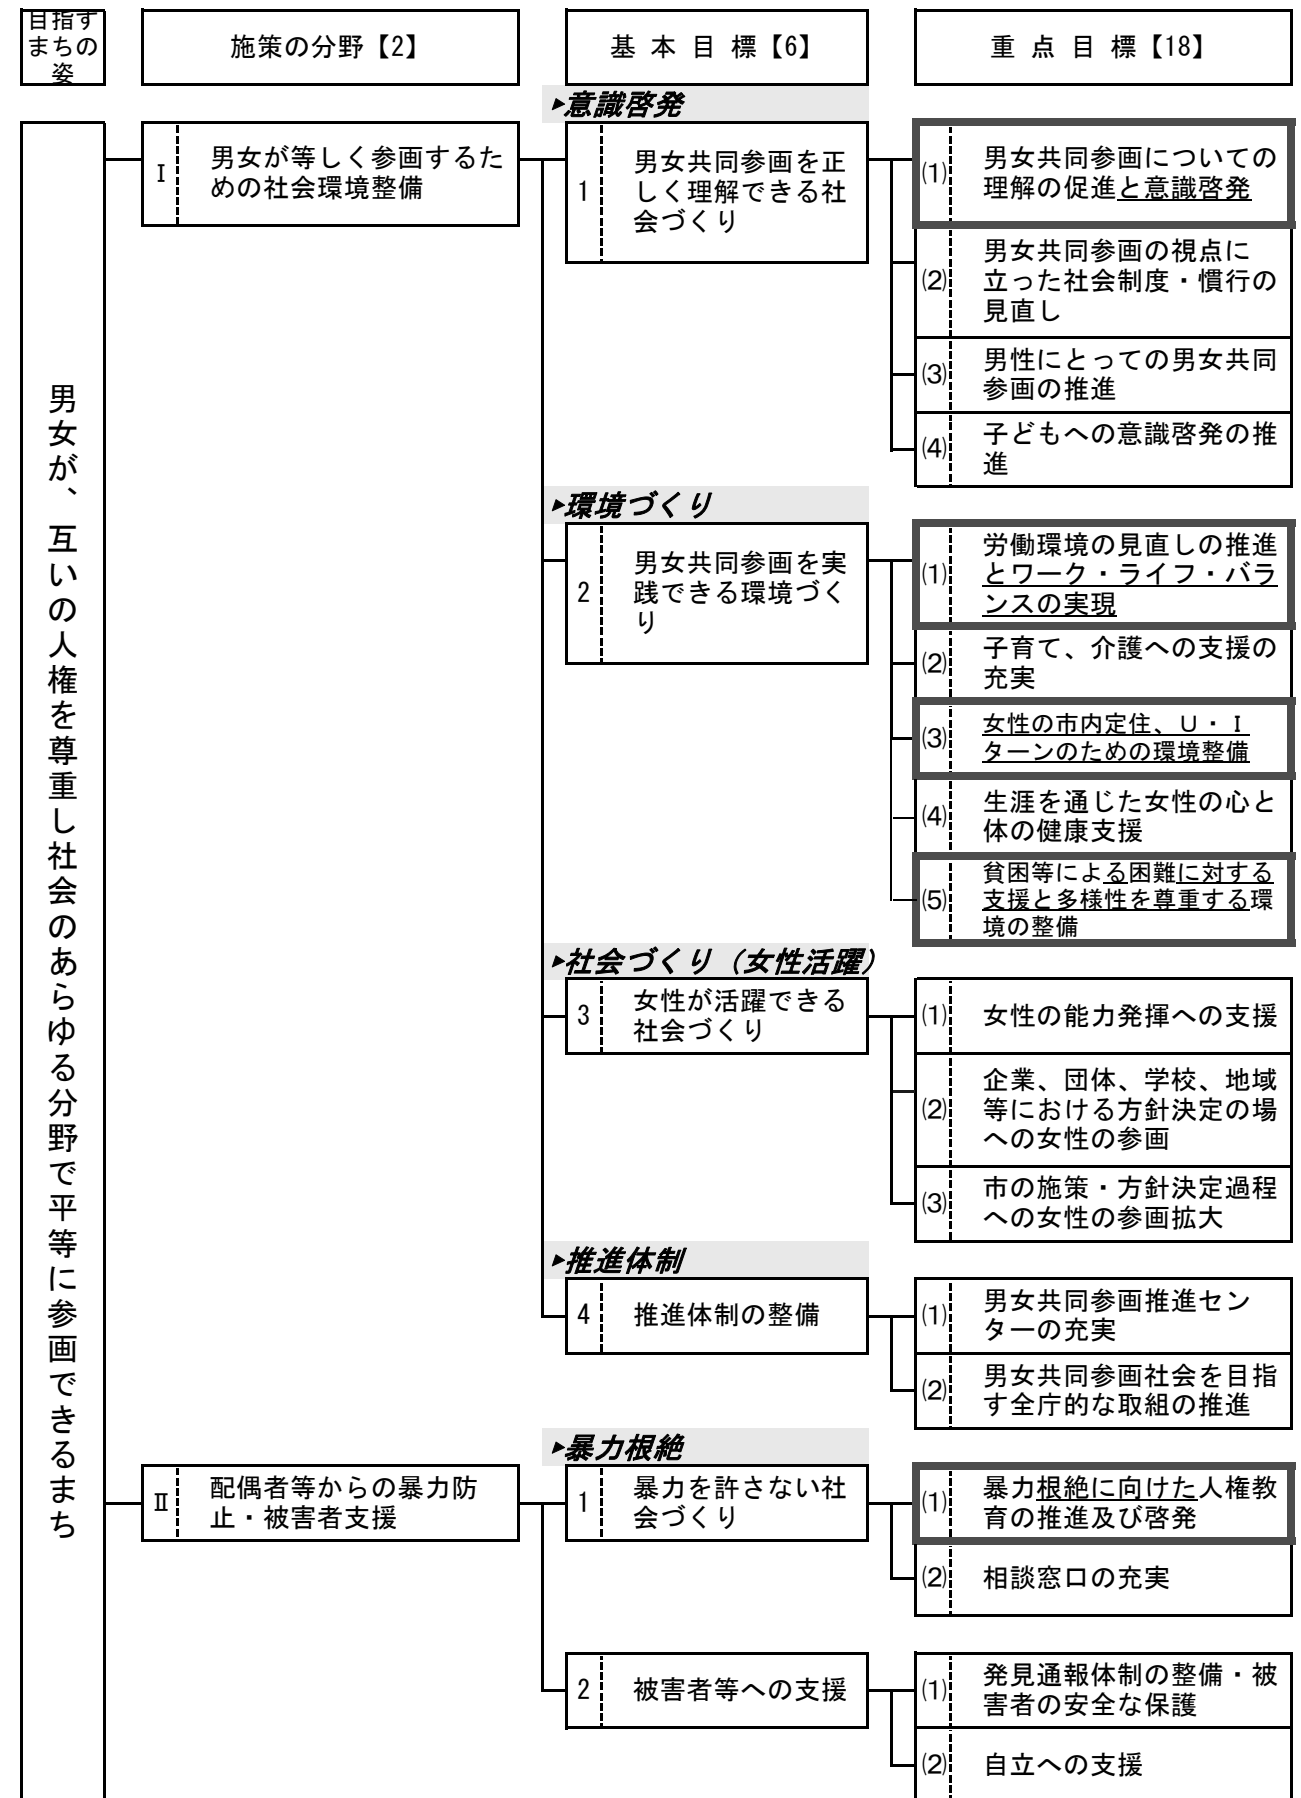 目指す
まちの
姿
施策の分野【2】
基 本 目 標【6】
重 点 目 標【18】
男女が、互いの人権を尊重し社会のあらゆる分野で平等に参画できるまち
Ⅰ
男女が等しく参画するた
めの社会環境整備
▸意識啓発
1
男女共同参画を正
しく理解できる社
会づくり
⑴
男女共同参画についての
理解の促進と意識啓発
⑵
男女共同参画の視点に
立った社会制度・慣行の
見直し
⑶
男性にとっての男女共同
参画の推進
⑷
子どもへの意識啓発の推
進
▸環境づくり
2
男女共同参画を実
践できる環境づく
り
⑴
労働環境の見直しの推進
とワーク・ライフ・バラ
ンスの実現
⑵
子育て、介護への支援の
充実
⑶
女性の市内定住、Ｕ・Ｉ
ターンのための環境整備
⑷
生涯を通じた女性の心と
体の健康支援
⑸
貧困等による困難に対する
支援と多様性を尊重する環
境の整備
▸社会づくり（女性活躍）
3
女性が活躍できる
社会づくり
⑴
女性の能力発揮への支援
⑵
企業、団体、学校、地域
等における方針決定の場
への女性の参画
⑶
市の施策・方針決定過程
への女性の参画拡大
▸推進体制
4
推進体制の整備
⑴
男女共同参画推進セン
ターの充実
⑵
男女共同参画社会を目指
す全庁的な取組の推進
Ⅱ
配偶者等からの暴力防
止・被害者支援
▸暴力根絶
1
暴力を許さない社
会づくり
⑴
暴力根絶に向けた人権教
育の推進及び啓発
⑵
相談窓口の充実
2
被害者等への支援
⑴
発見通報体制の整備・被
害者の安全な保護
⑵
自立への支援